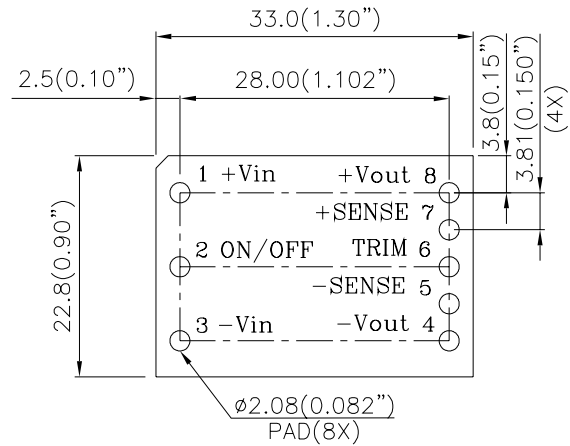 33.0(1.30”)
2.5(0.10”)
28.00(1.102”)
3.8(0.15”)
3.81(0.150”)
(4X)
22.8(0.90”)
1 +Vin
+Vout 8
+SENSE 7
2 ON/OFF
TRIM 6
−SENSE 5
3 −Vin
−Vout 4
ø2.08(0.082”)
PAD(8X)